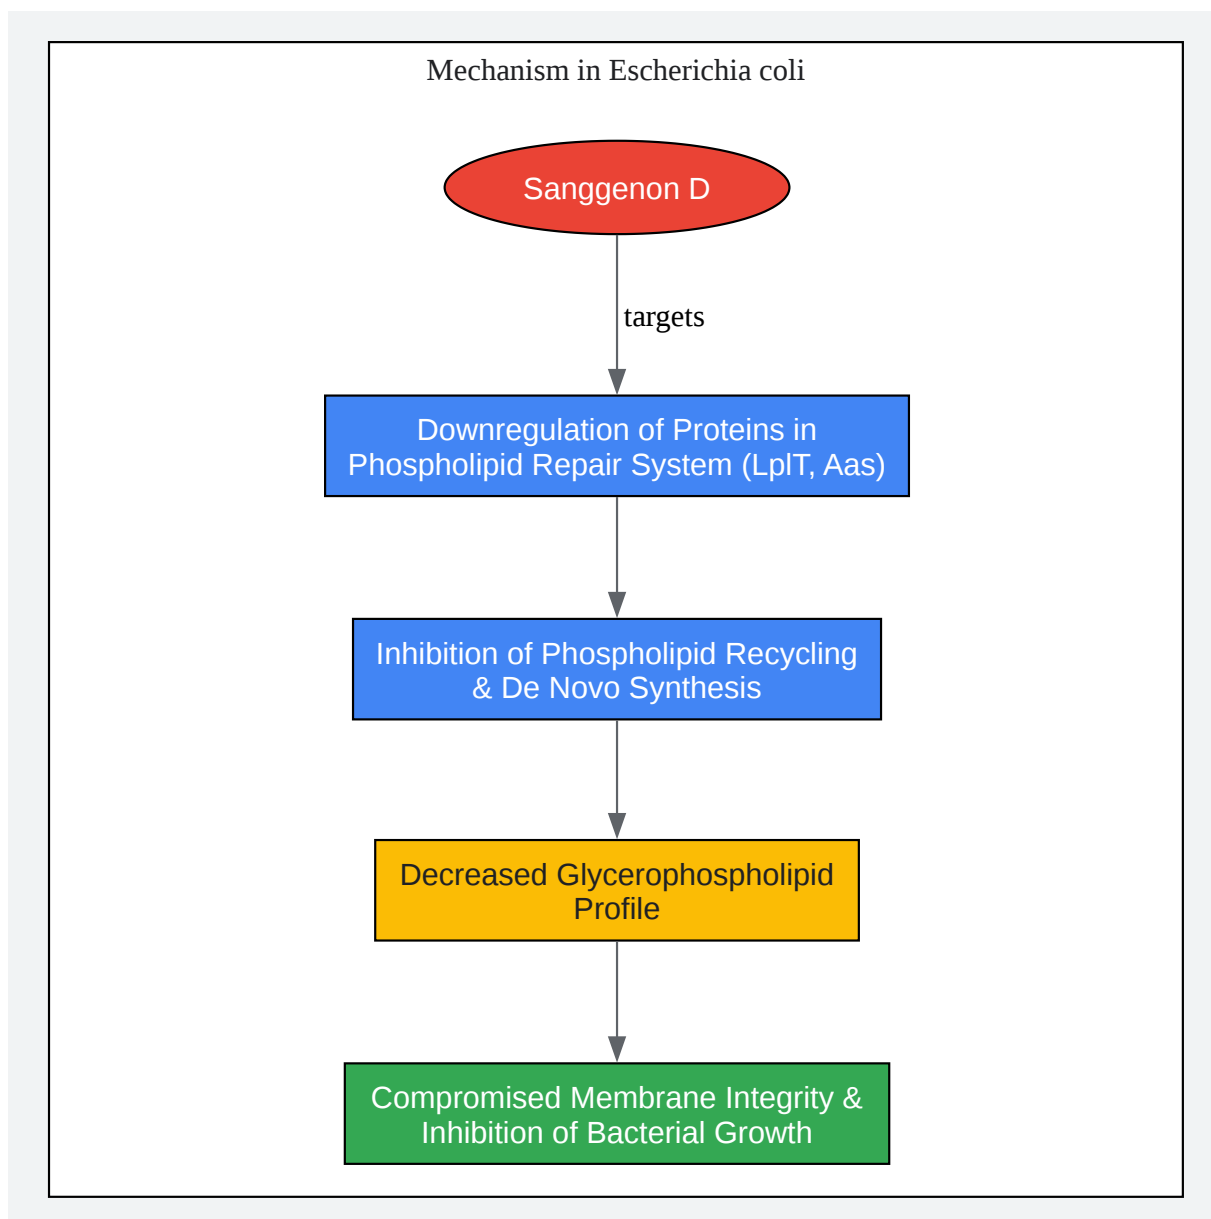 Mechanism in Escherichia coli
Sanggenon D
targets
Downregulation of Proteins in
Phospholipid Repair System (LplT, Aas)
Inhibition of Phospholipid Recycling
& De Novo Synthesis
Decreased Glycerophospholipid
Profile
Compromised Membrane Integrity &
Inhibition of Bacterial Growth